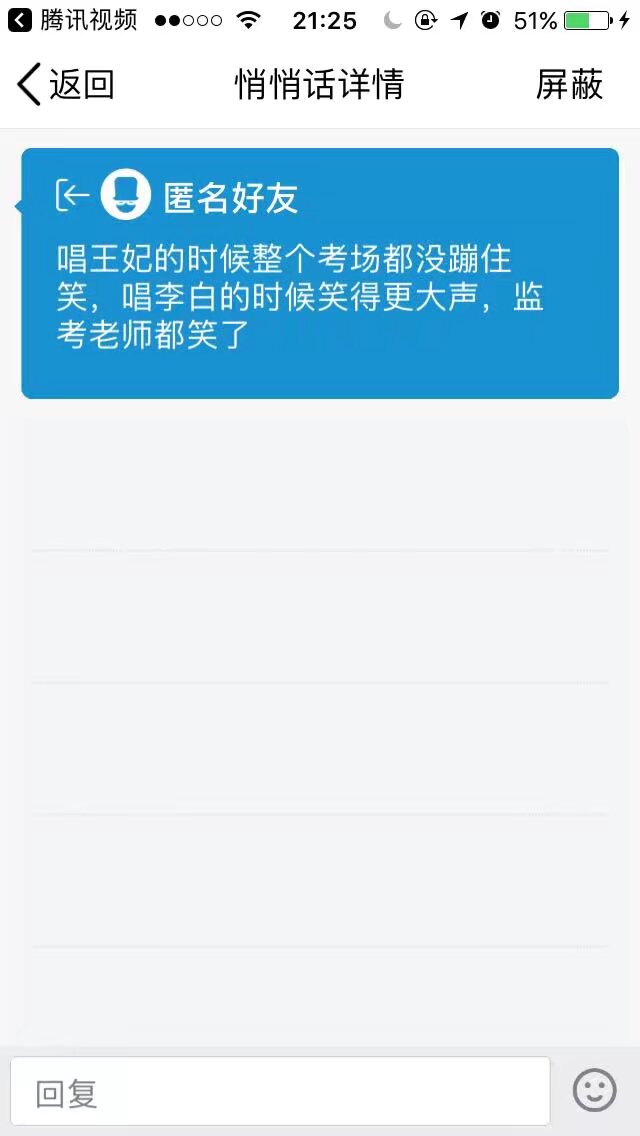 腾讯视频 21:25 51%
返回 悄悄话详情 屏蔽
匿名好友
唱王妃的时候整个考场都没蹦住
笑，唱李白的时候笑得更大声，监
考老师都笑了
回复